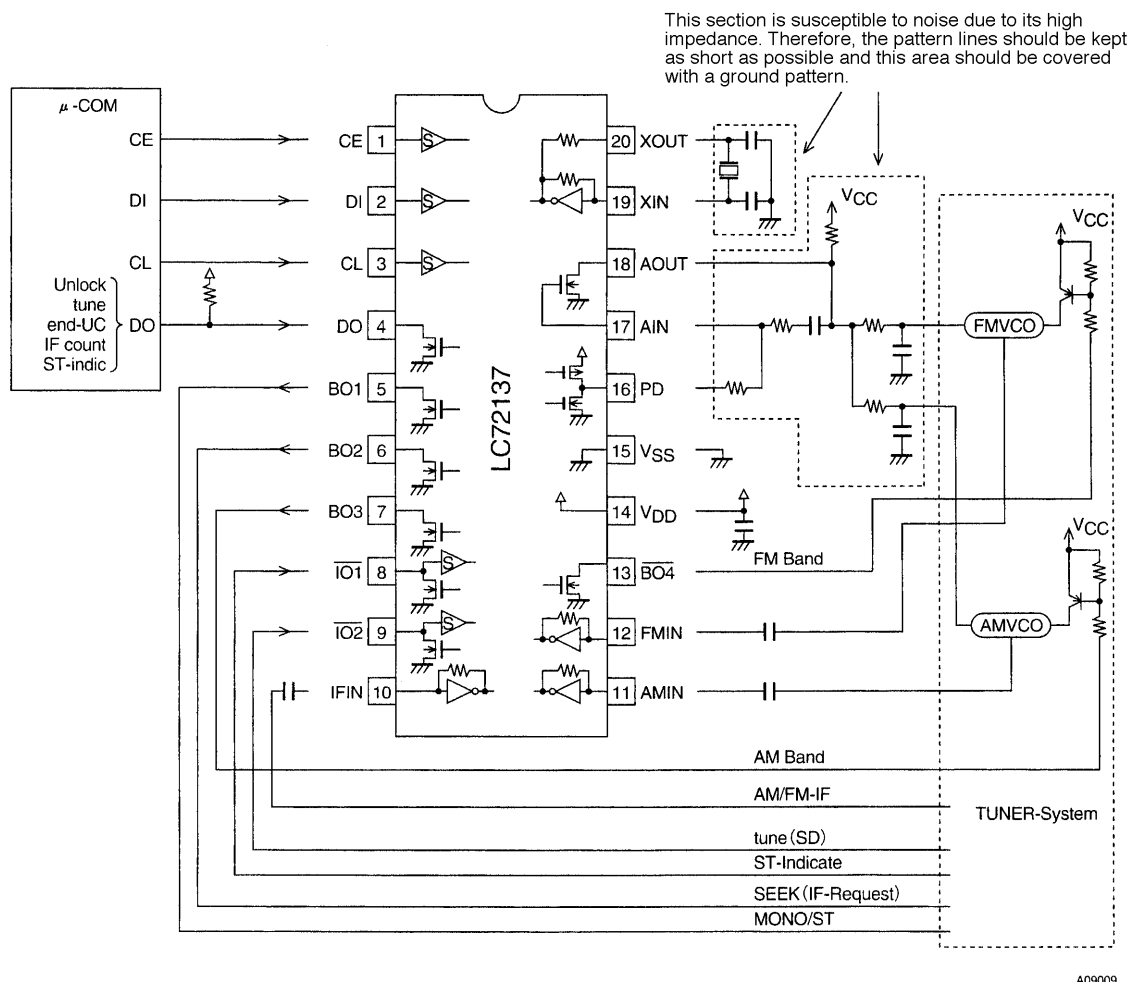 This section is susceptible to noise due to its high
impedance. Therefore, the pattern lines should be kept
as short as possible and this area should be covered
with a ground pattern.
μ-COM
CE
DI
CL
Unlock
tune
end-UC
IF count
ST-indic
DO
CE 1 S
DI 2 S
CL 3 S
DO 4
BO1 5
BO2 6
BO3 7
IO1 8 S
IO2 9 S
IFIN 10
LC72137
20 XOUT
19 XIN
18 AOUT
17 AIN
16 PD
15 VSS
14 VDD
13 BO4
12 FMIN
11 AMIN
VCC
VCC
FMVCO
FM Band
VCC
AMVCO
AM Band
AM/FM-IF
TUNER-System
tune(SD)
ST-Indicate
SEEK(IF-Request)
MONO/ST
A09009